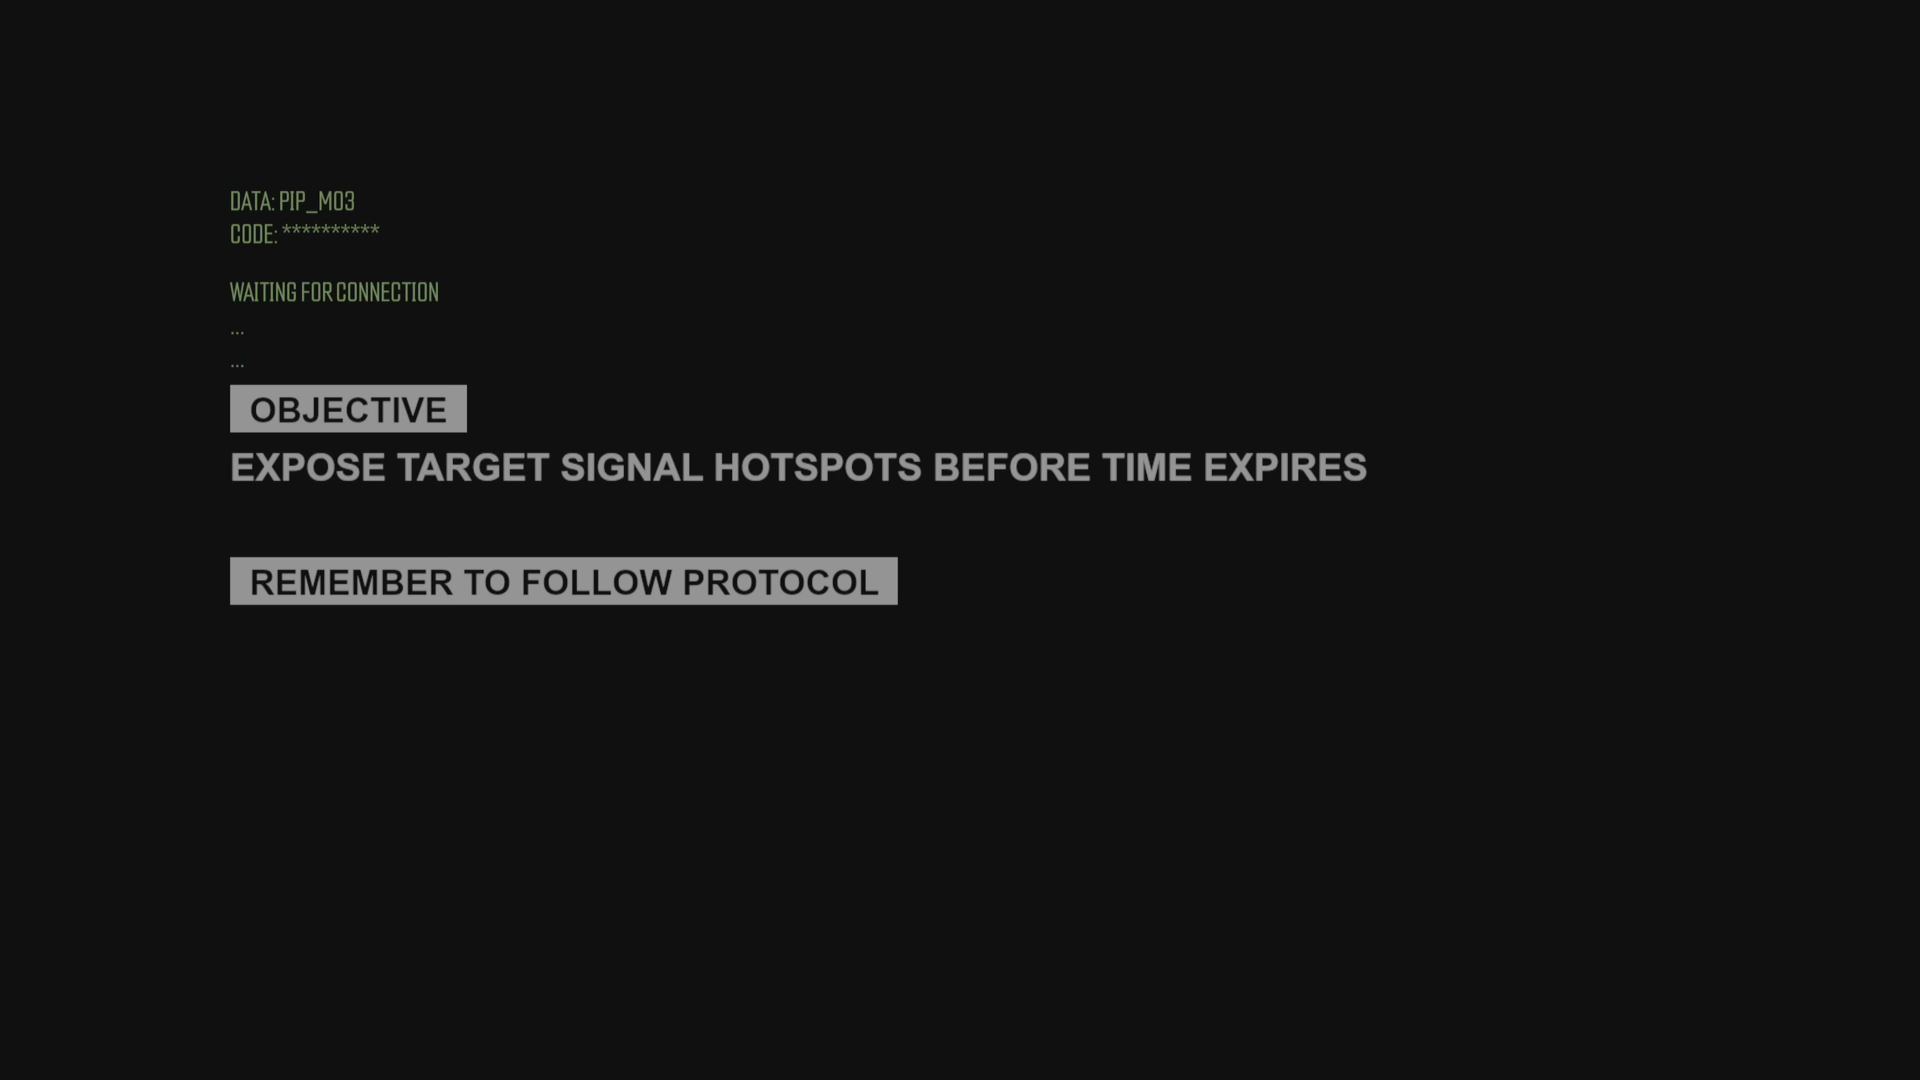 DATA: PIP_M03
CODE: **********
WAITING FOR CONNECTION
...
...
OBJECTIVE
EXPOSE TARGET SIGNAL HOTSPOTS BEFORE TIME EXPIRES
REMEMBER TO FOLLOW PROTOCOL